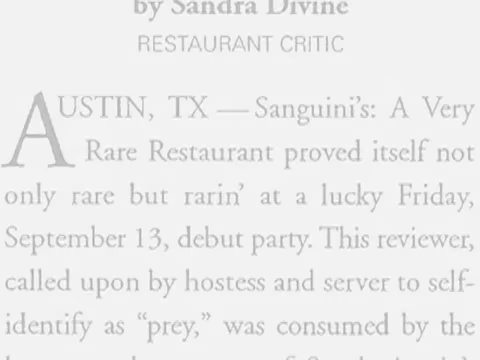 by Sandra Divine
RESTAURANT CRITIC
AUSTIN, TX — Sanguini’s: A Very
Rare Restaurant proved itself not
only rare but rarin’ at a lucky Friday,
September 13, debut party. This reviewer,
called upon by hostess and server to self-
identify as “prey,” was consumed by the